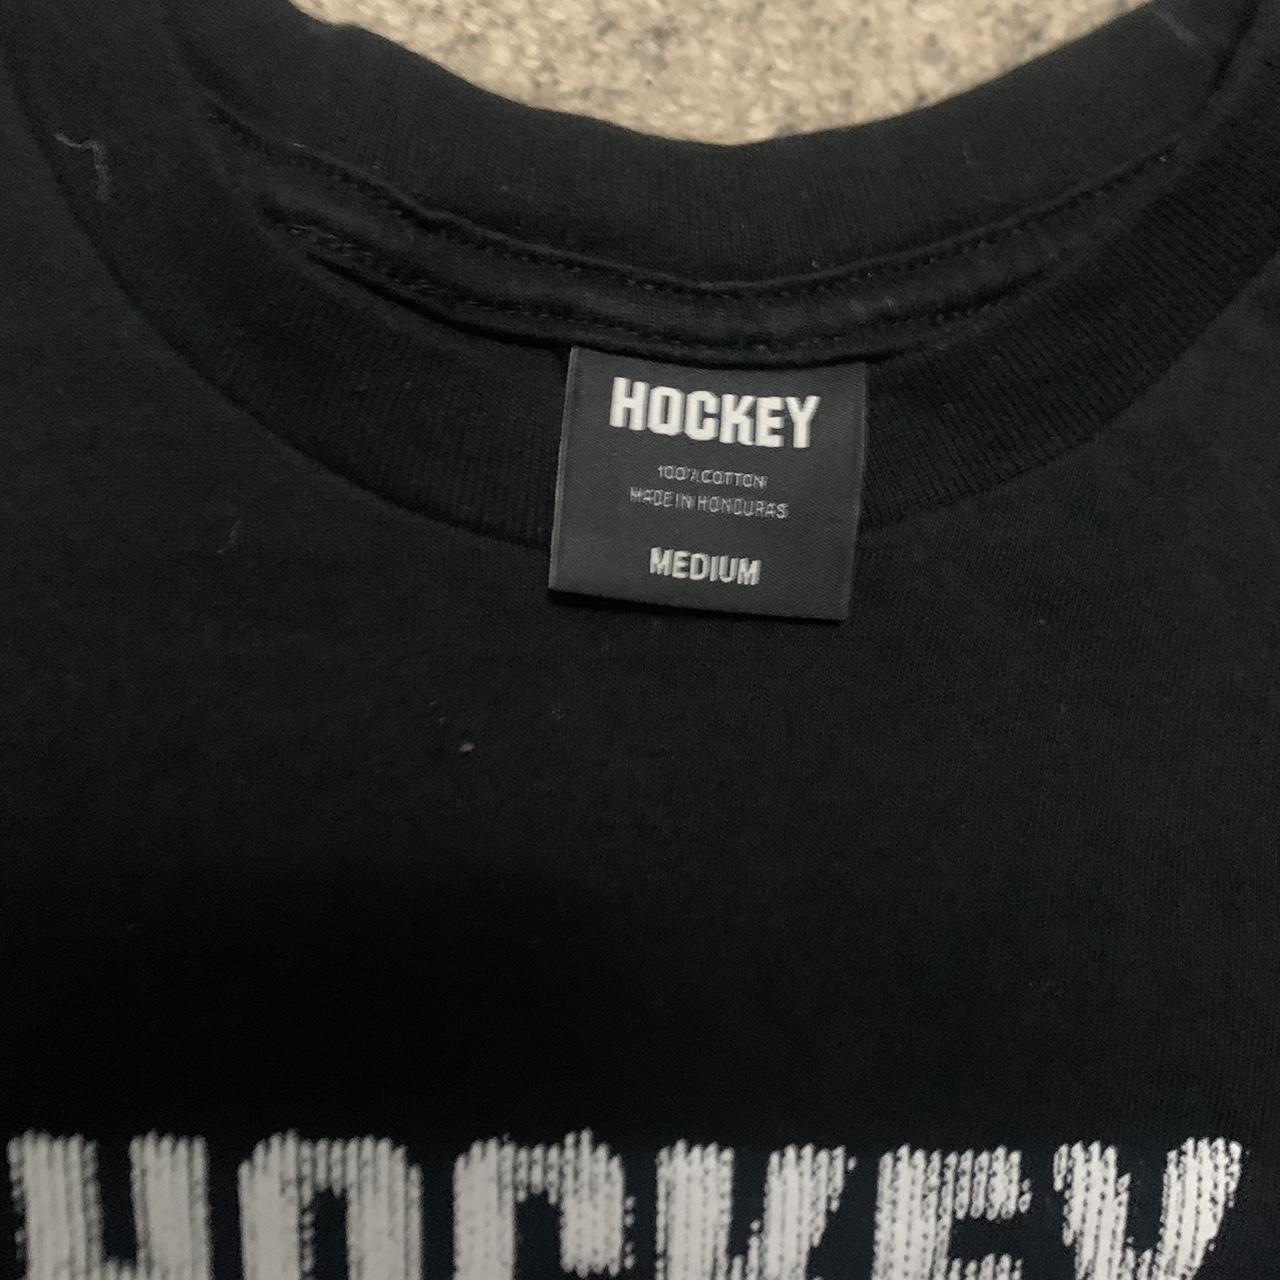 HOCKEY
100% COTTON
MADE IN HONDURAS
MEDIUM
HOCKEY